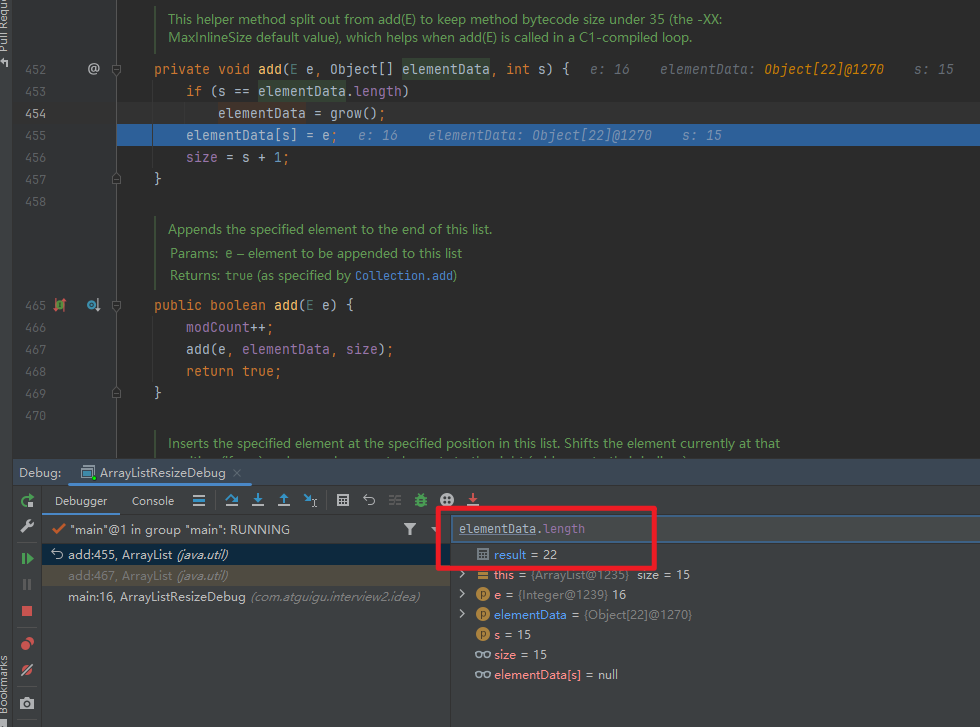 Pull Requ
This helper method split out from add(E) to keep method bytecode size under 35 (the -XX:
MaxInlineSize default value), which helps when add(E) is called in a C1-compiled loop.
452 @ private void add(E e, Object[] elementData, int s) { e: 16 elementData: Object[22]@1270 s: 15
453 if (s == elementData.length)
454 elementData = grow();
455 elementData[s] = e; e: 16 elementData: Object[22]@1270 s: 15
456 size = s + 1;
457 }
458
Appends the specified element to the end of this list.
Params: e – element to be appended to this list
Returns: true (as specified by Collection.add)
465 public boolean add(E e) {
466 modCount++;
467 add(e, elementData, size);
468 return true;
469 }
470
Inserts the specified element at the specified position in this list. Shifts the element currently at that
Debug: ArrayListResizeDebug ×
Debugger Console
"main"@1 in group "main": RUNNING
add:455, ArrayList (java.util)
add:467, ArrayList (java.util)
main:16, ArrayListResizeDebug (com.atguigu.interview2.idea)
elementData.length
result = 22
this = {ArrayList@1235} size = 15
e = {Integer@1239} 16
elementData = {Object[22]@1270}
s = 15
size = 15
elementData[s] = null
Bookmarks